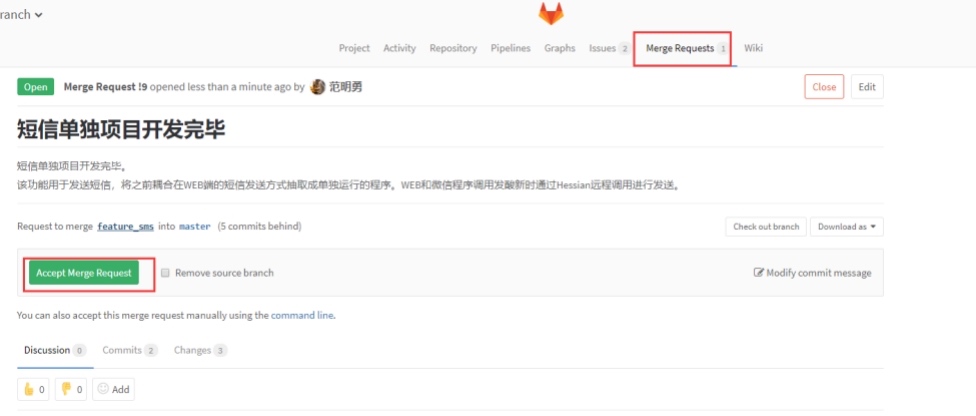 ranch
Project Activity Repository Pipelines Graphs Issues 2 Merge Requests 1 Wiki
Open Merge Request !9 opened less than a minute ago by 范明勇 Close Edit
短信单独项目开发完毕
短信单独项目开发完毕。
该功能用于发送短信，将之前耦合在WEB端的短信发送方式抽取成单独运行的程序。WEB和微信程序调用发酸新时通过Hessian远程调用进行发送。
Request to merge feature_sms into master (5 commits behind) Check out branch Download as
Accept Merge Request Remove source branch Modify commit message
You can also accept this merge request manually using the command line.
Discussion 0 Commits 2 Changes 3
0 0 Add